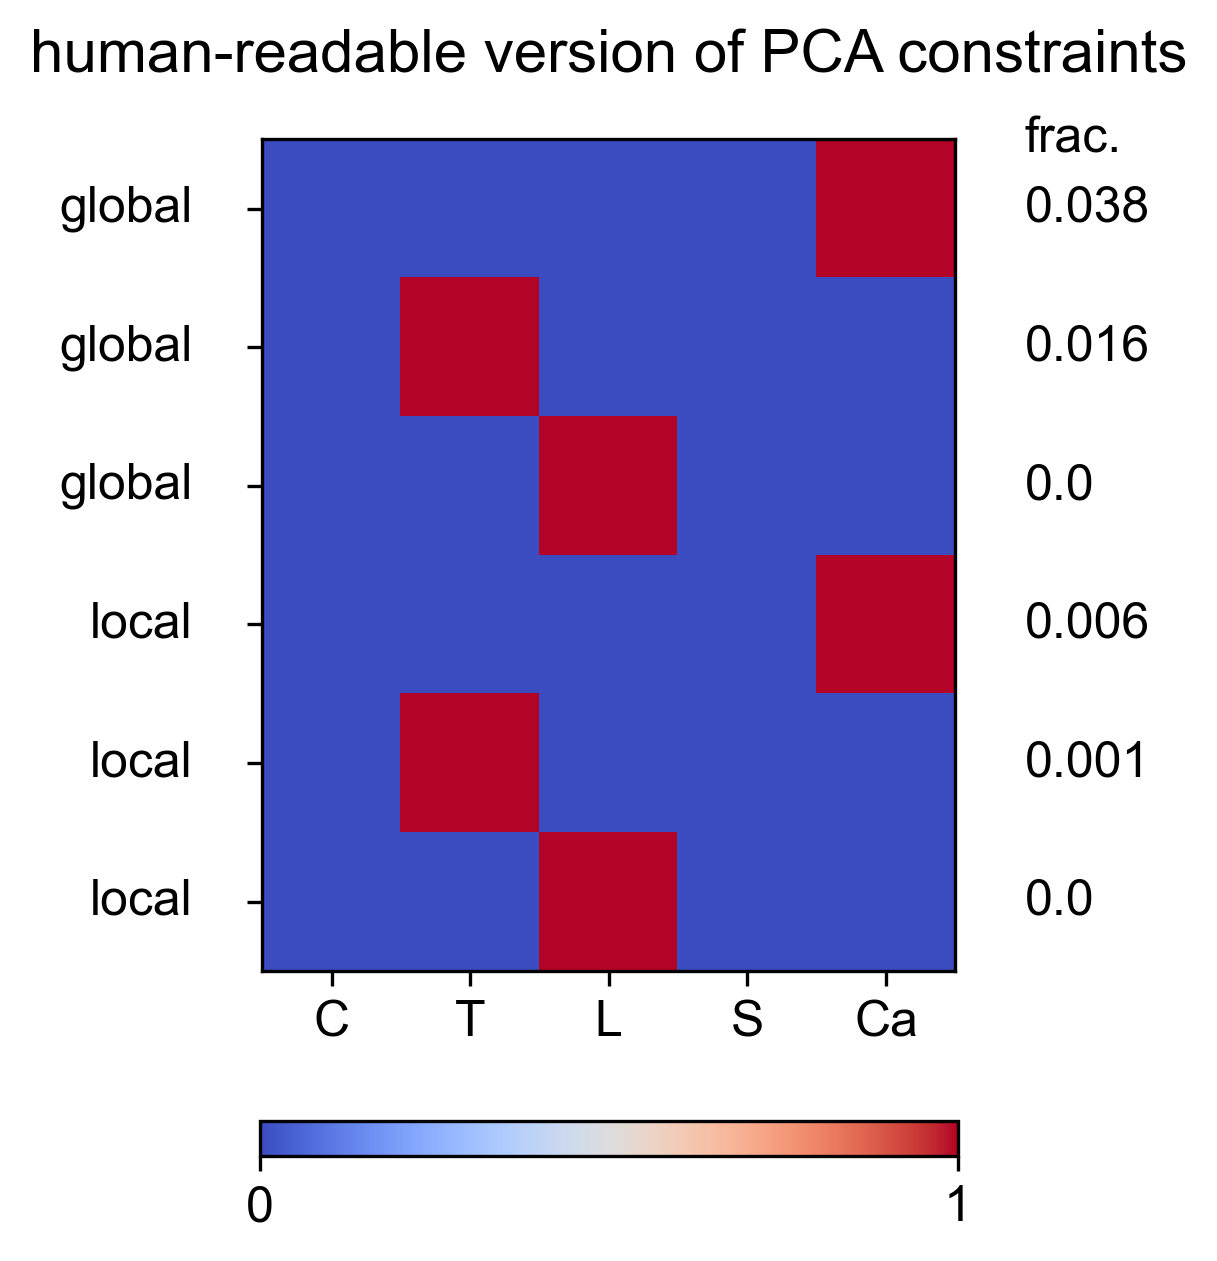 human-readable version of PCA constraints
frac.
global 0.038
global 0.016
global 0.0
local 0.006
local 0.001
local 0.0
C T L S Ca
0 1